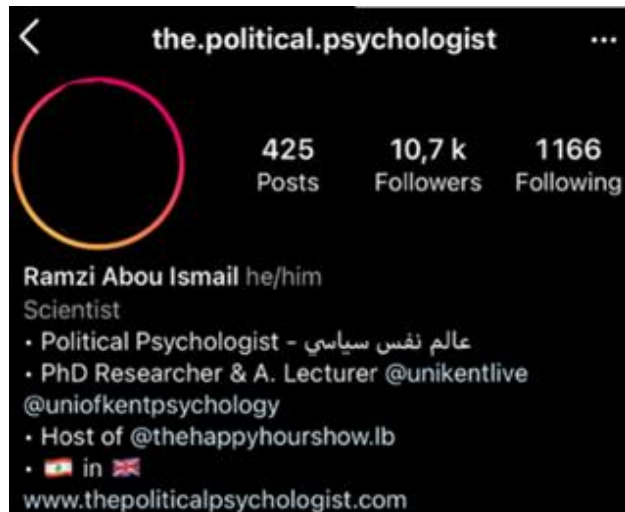 the.political.psychologist ...
425 10,7 k 1166
Posts Followers Following
Ramzi Abou Ismail he/him
Scientist
• Political Psychologist - عالم نفس سياسي
• PhD Researcher & A. Lecturer @unikentlive
@uniofkentpsychology
• Host of @thehappyhourshow.lb
• 🇱🇧 in 🇬🇧
www.thepoliticalpsychologist.com